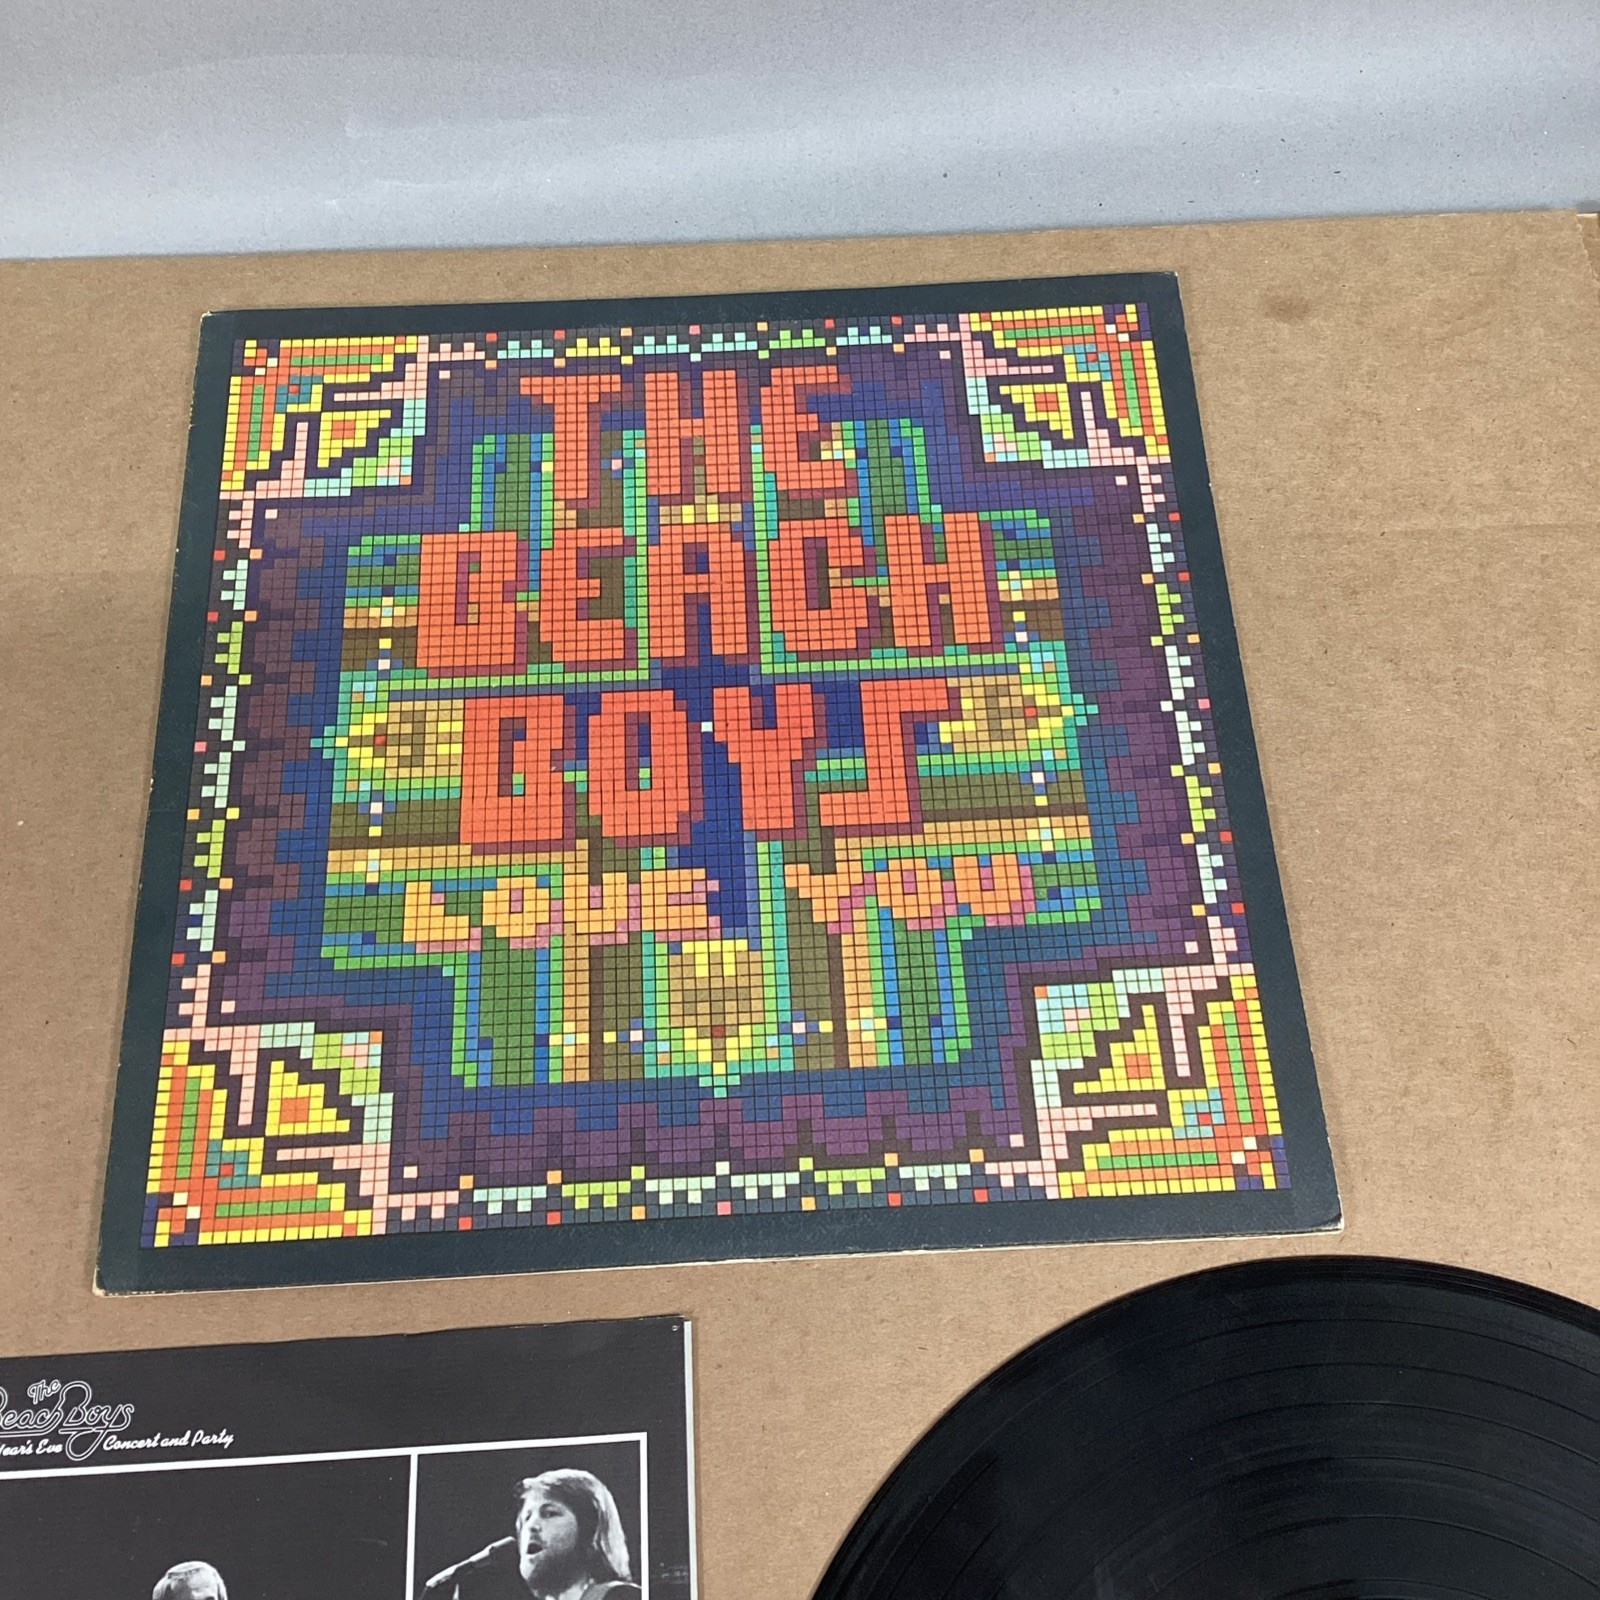 THE
BEACH
BOYS
LOVE YOU
The
Beach Boys
Year's Eve Concert and Party